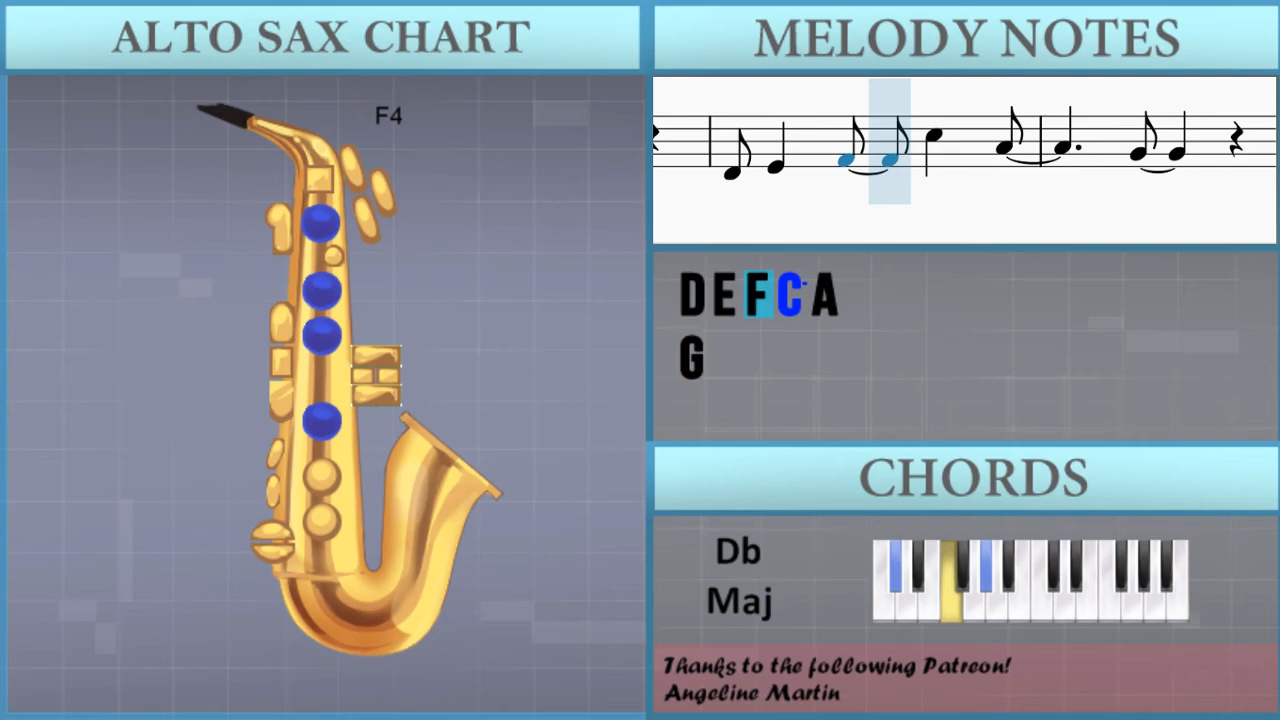 ALTO SAX CHART
F4
MELODY NOTES
D E F C A
G
CHORDS
Db
Maj
Thanks to the following Patreon!
Angeline Martin